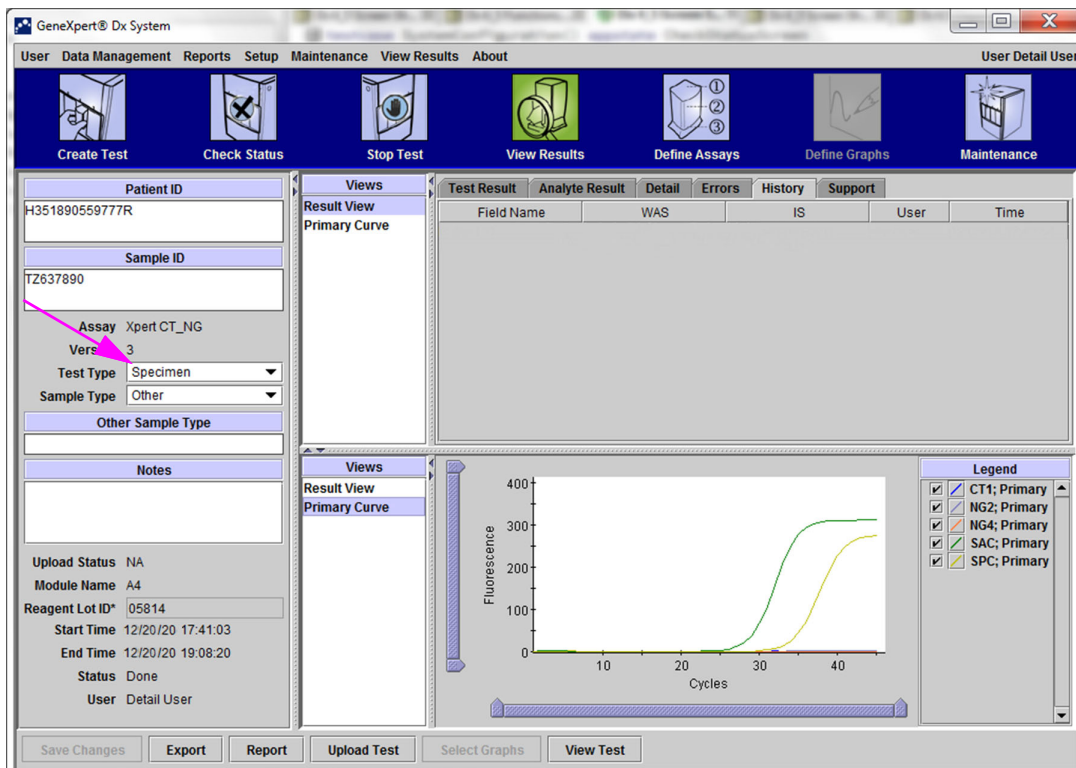 GeneXpert® Dx System
User Data Management Reports Setup Maintenance View Results About User Detail User
Create Test Check Status Stop Test View Results Define Assays Define Graphs Maintenance
Patient ID
H351890559777R
Sample ID
TZ637890
Assay Xpert CT_NG
3
Test Type Specimen
Sample Type Other
Other Sample Type
Notes
Upload Status NA
Module Name A4
Reagent Lot ID* 05814
Start Time 12/20/20 17:41:03
End Time 12/20/20 19:08:20
Status Done
User Detail User
Views
Result View
Primary Curve
Test Result Analyte Result Detail Errors History Support
Field Name WAS IS User Time
Views
Result View
Primary Curve
Fluorescence
400
300
200
100
0
10 20 30 40
Cycles
Legend
CT1; Primary
NG2; Primary
NG4; Primary
SAC; Primary
SPC; Primary
Save Changes Export Report Upload Test Select Graphs View Test